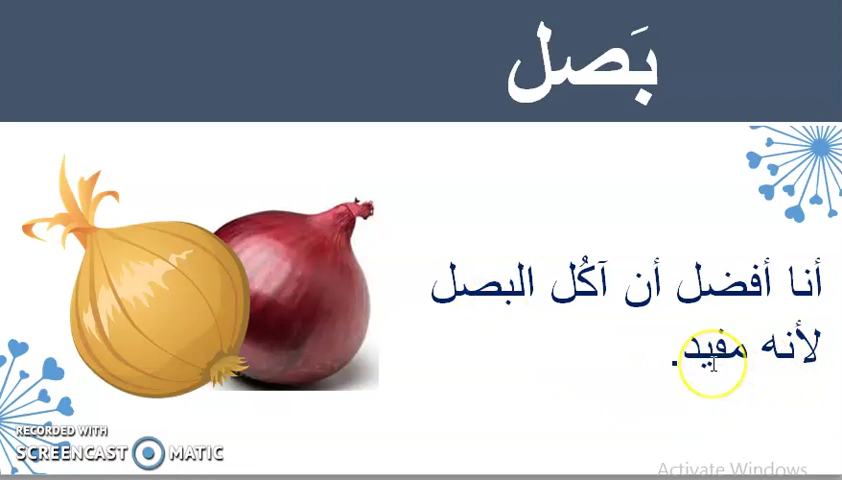 بَصل
أنا أفضل أن آكُل البصل
لأنه مفيد.
RECORDED WITH
SCREENCAST MATIC
Activate Windows